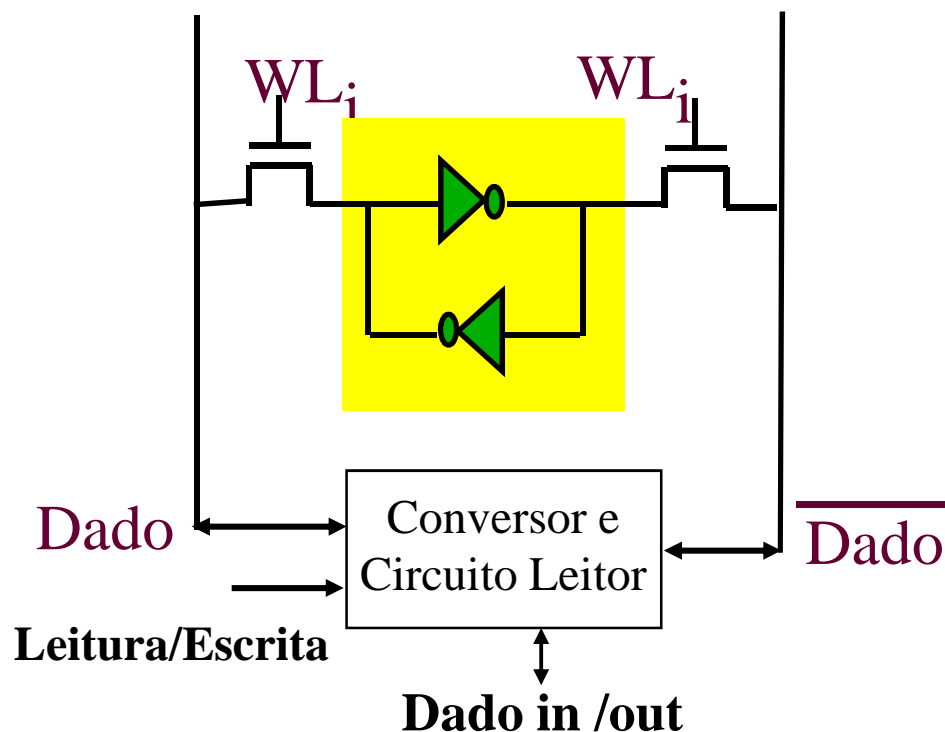 WLi
WLi
Dado
Conversor e
Circuito Leitor
Dado
Leitura/Escrita
Dado in /out